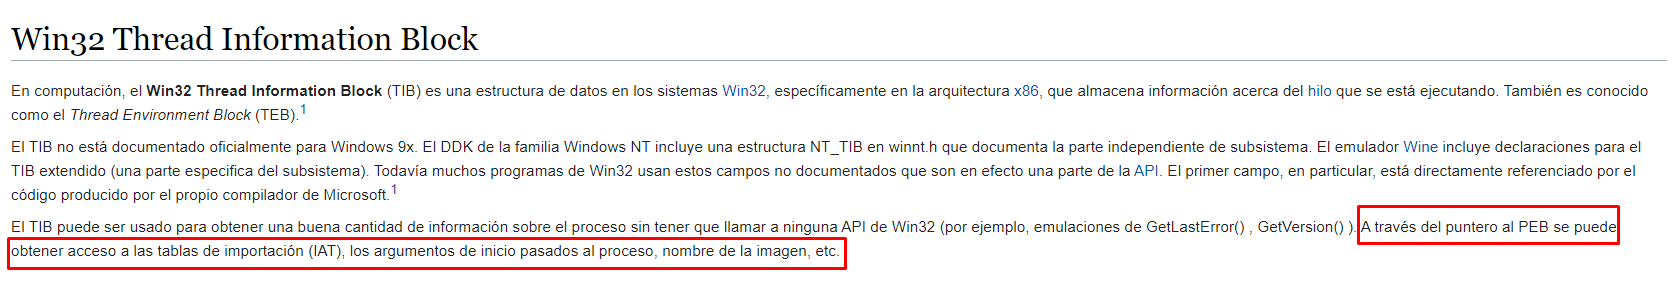 Win32 Thread Information Block
En computación, el Win32 Thread Information Block (TIB) es una estructura de datos en los sistemas Win32, específicamente en la arquitectura x86, que almacena información acerca del hilo que se está ejecutando. También es conocido
como el Thread Environment Block (TEB).1
El TIB no está documentado oficialmente para Windows 9x. El DDK de la familia Windows NT incluye una estructura NT_TIB en winnt.h que documenta la parte independiente de subsistema. El emulador Wine incluye declaraciones para el
TIB extendido (una parte especifica del subsistema). Todavía muchos programas de Win32 usan estos campos no documentados que son en efecto una parte de la API. El primer campo, en particular, está directamente referenciado por el
código producido por el propio compilador de Microsoft.1
El TIB puede ser usado para obtener una buena cantidad de información sobre el proceso sin tener que llamar a ninguna API de Win32 (por ejemplo, emulaciones de GetLastError() , GetVersion() ). A través del puntero al PEB se puede
obtener acceso a las tablas de importación (IAT), los argumentos de inicio pasados al proceso, nombre de la imagen, etc.